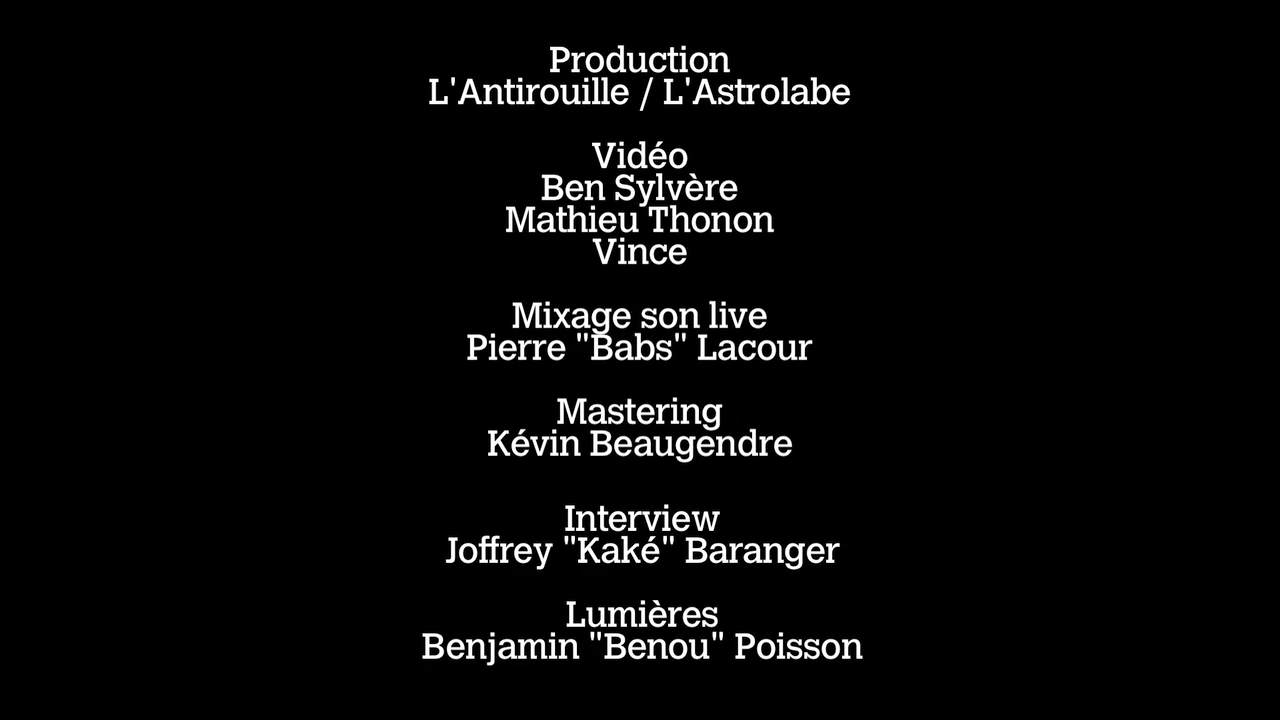 Production
L'Antirouille / L'Astrolabe
Vidéo
Ben Sylvère
Mathieu Thonon
Vince
Mixage son live
Pierre "Babs" Lacour
Mastering
Kévin Beaugendre
Interview
Joffrey "Kaké" Baranger
Lumières
Benjamin "Benou" Poisson